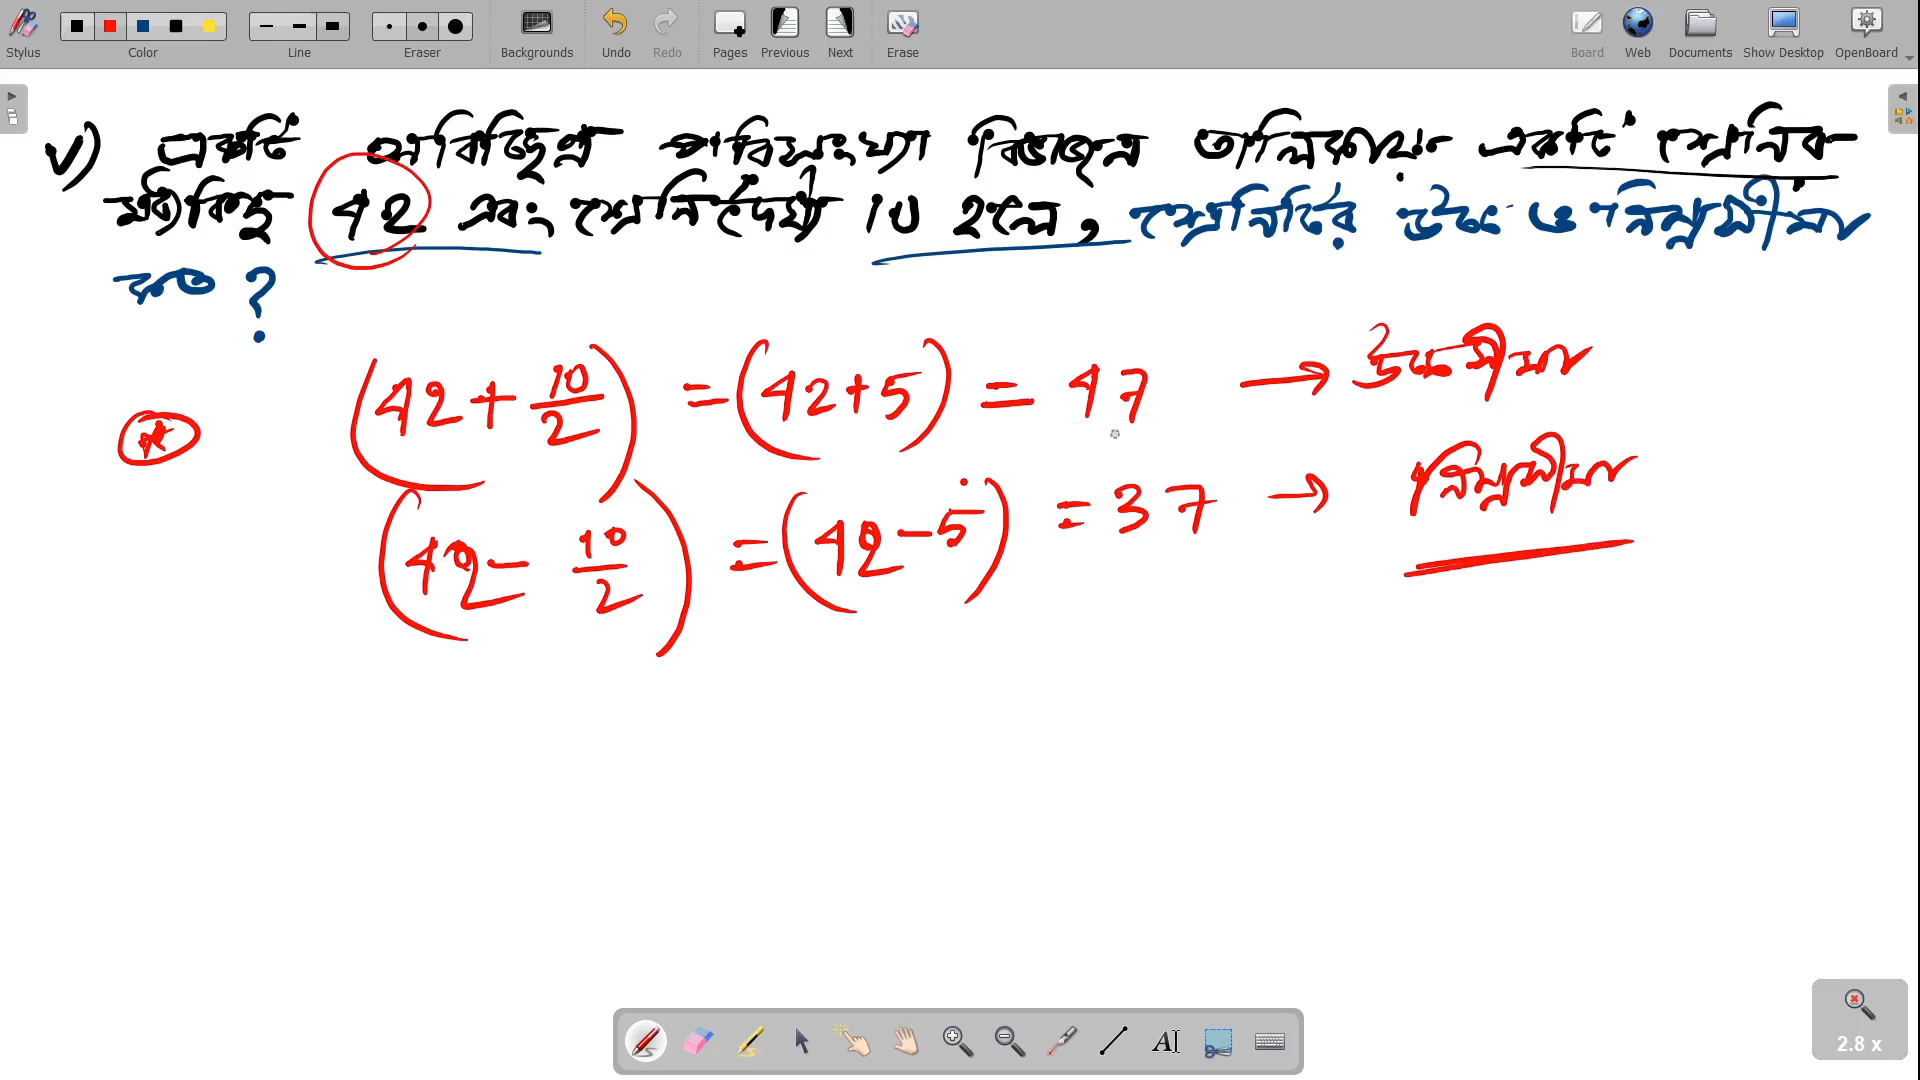 Stylus Color Line Eraser Backgrounds Undo Redo Pages Previous Next Erase Board Web Documents Show Desktop OpenBoard
v) একটি অবিচ্ছিন্ন পরিসংখ্যা বিভাজন তালিকায় একটি শ্রেনির
মধ্যবিন্দু 42 এবং শ্রেনিদৈর্ঘ্য 10 হলে, শ্রেনিটির উচ্চ ও নিম্নসীমা
কত ?
(42 + 10/2) = (42+5) = 47 → উচ্চসীমা
(42 - 10/2) = (42-5) = 37 → নিম্নসীমা
2.8 x